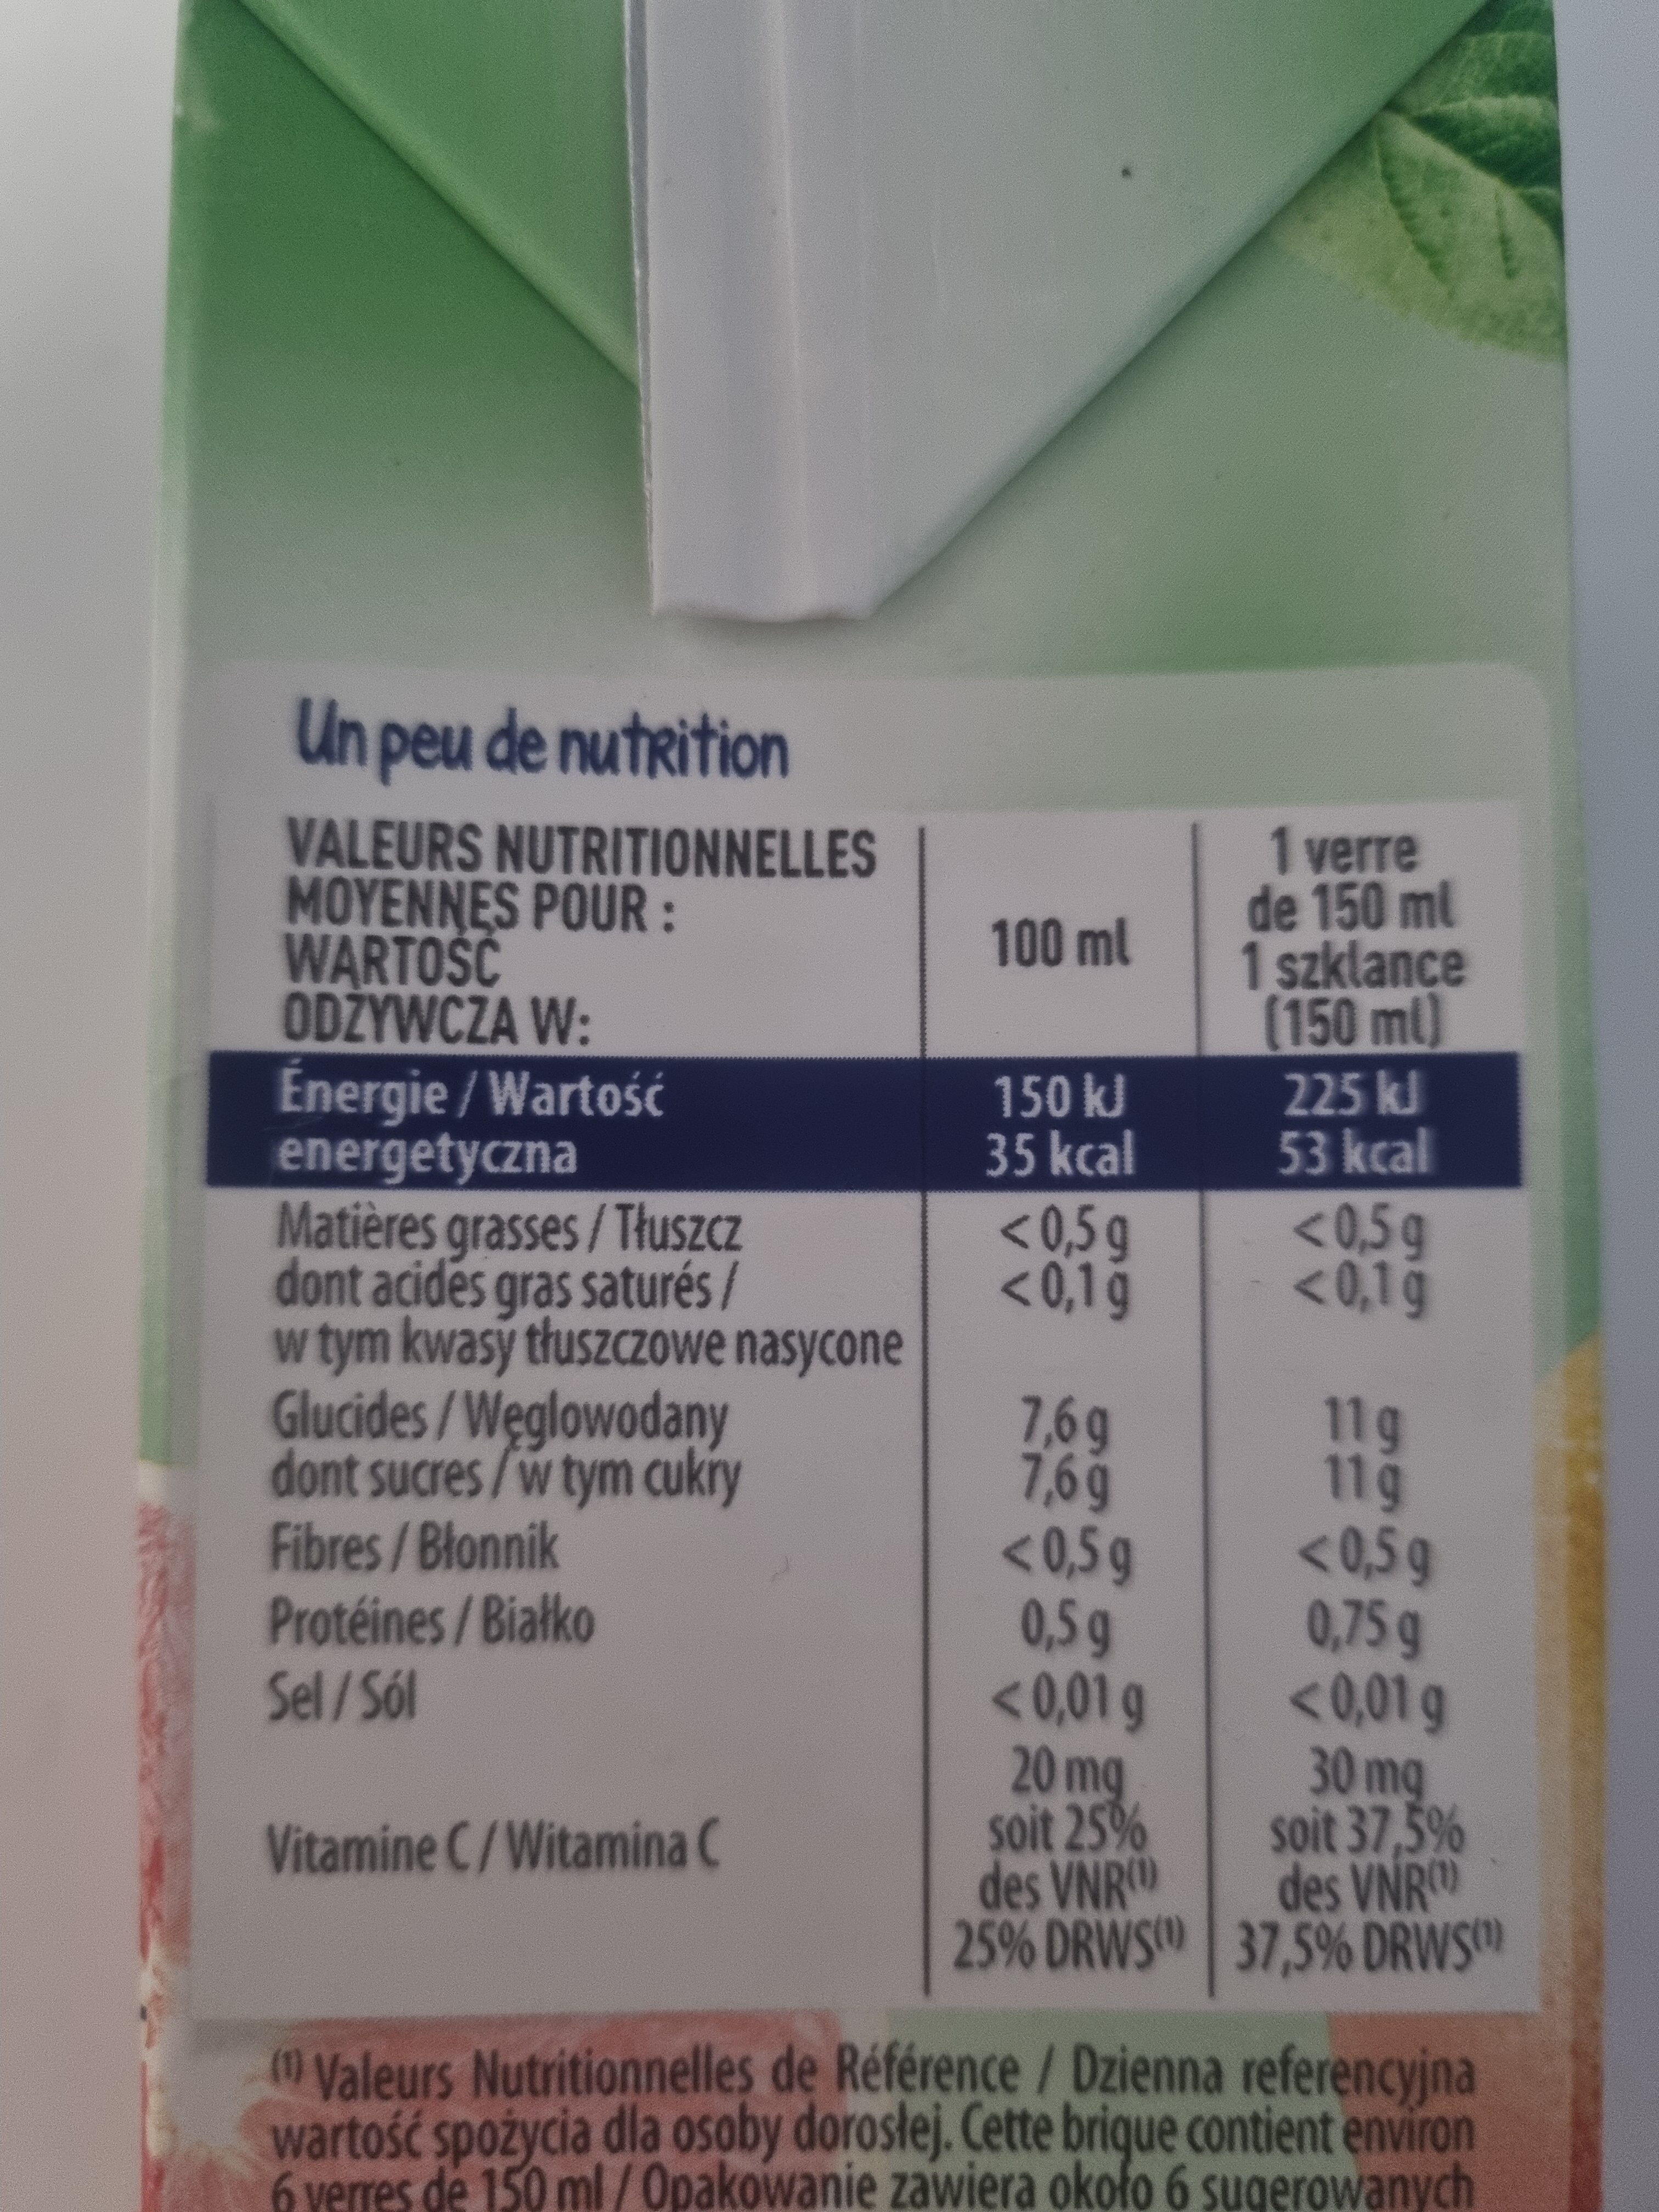 Un peu de nutrition
VALEURS NUTRITIONNELLES
MOYENNES POUR :
WARTOŚĆ
ODŻYWCZA W:
100 ml
1 verre
de 150 ml
1 szklance
(150 ml)
Énergie / Wartość 150 kJ 225 kJ
energetyczna 35 kcal 53 kcal
Matières grasses / Tłuszcz < 0,5 g < 0,5 g
dont acides gras saturés / < 0,1 g < 0,1 g
w tym kwasy tłuszczowe nasycone
Glucides / Węglowodany 7,6 g 11 g
dont sucres / w tym cukry 7,6 g 11 g
Fibres / Błonnik < 0,5 g < 0,5 g
Protéines / Białko 0,5 g 0,75 g
Sel / Sól < 0,01 g < 0,01 g
Vitamine C / Witamina C
20 mg
soit 25%
des VNR(1)
25% DRWS(1)
30 mg
soit 37,5%
des VNR(1)
37,5% DRWS(1)
(1) Valeurs Nutritionnelles de Référence / Dzienna referencyjna
wartość spożycia dla osoby dorosłej. Cette brique contient environ
6 verres de 150 ml / Opakowanie zawiera około 6 sugerowanych